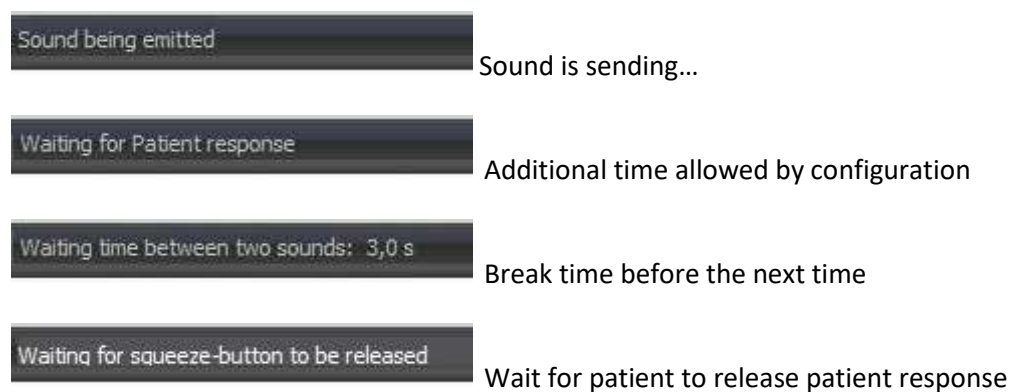 Sound being emitted
Sound is sending…
Waiting for Patient response
Additional time allowed by configuration
Waiting time between two sounds: 3,0 s
Break time before the next time
Waiting for squeeze-button to be released
Wait for patient to release patient response